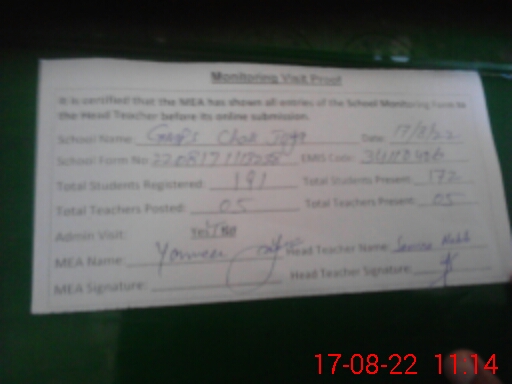 Monitoring Visit Proof
It is certified that the MEA has shown all entries of the School Monitoring Form to
the Head Teacher before its online submission.
School Name: Chak Date: 17/8/22
School Form No: EMIS Code:
Total Students Registered: 191 Total Students Present: 172
Total Teachers Posted: 05 Total Teachers Present: 05
Admin Visit: Yes/No
MEA Name: Head Teacher Name:
MEA Signature: Head Teacher Signature:
17-08-22 11:14